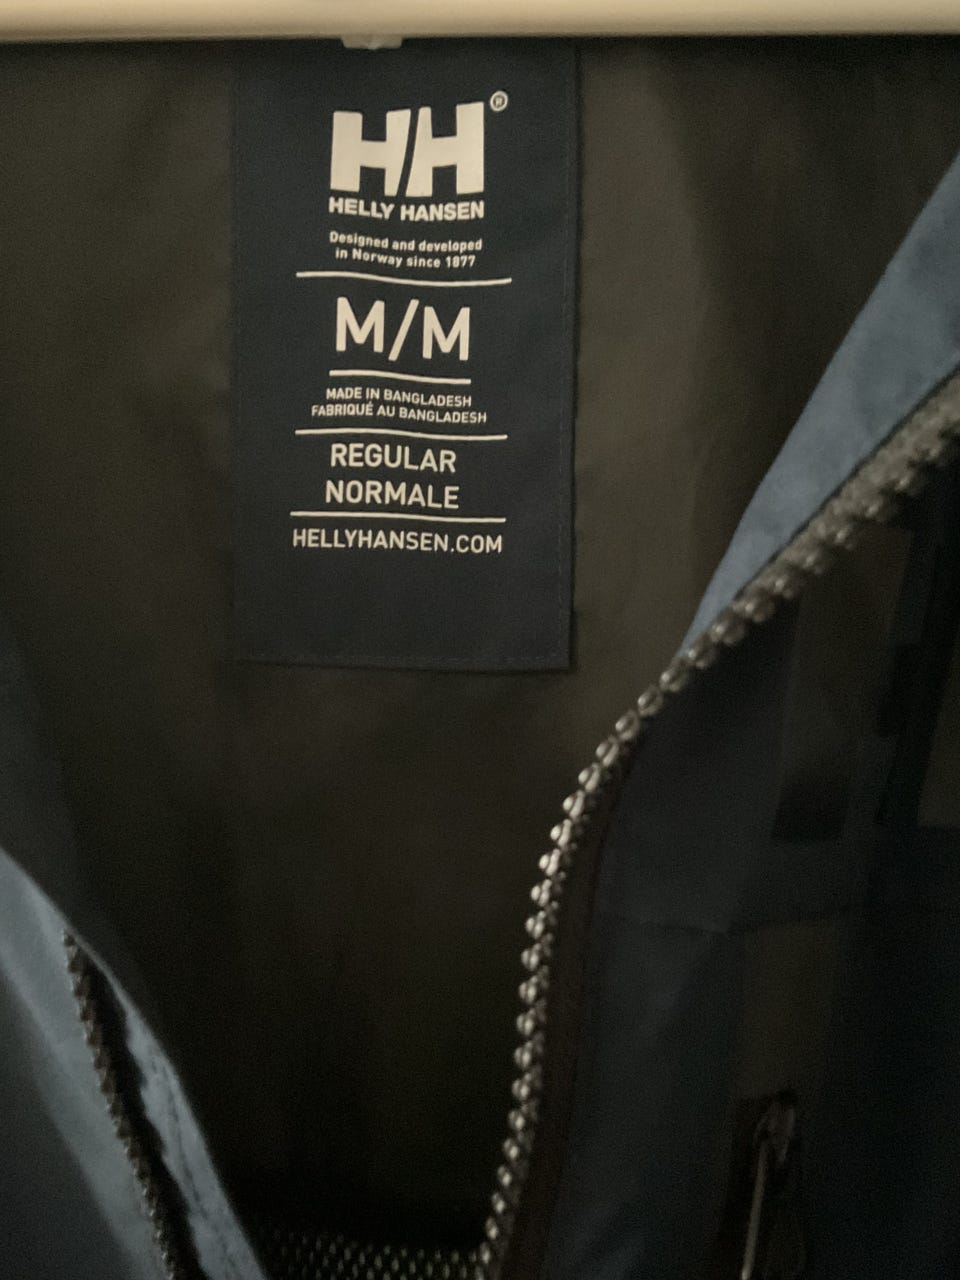 HH®
HELLY HANSEN
Designed and developed
in Norway since 1877
M/M
MADE IN BANGLADESH
FABRIQUÉ AU BANGLADESH
REGULAR
NORMALE
HELLYHANSEN.COM